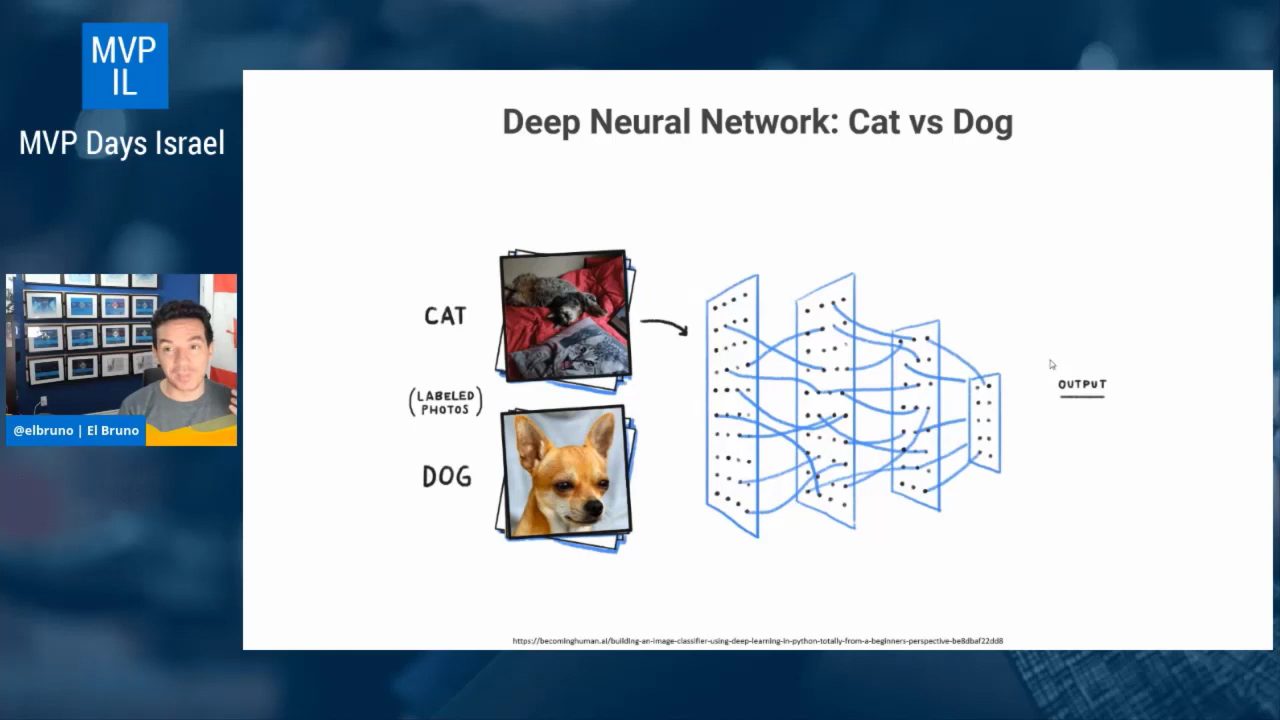 MVP
IL
MVP Days Israel
Deep Neural Network: Cat vs Dog
CAT
(LABELED
PHOTOS)
DOG
OUTPUT
@elbruno | El Bruno
https://becominghuman.ai/building-an-image-classifier-using-deep-learning-in-python-totally-from-a-beginners-perspective-be8dbaf22dd8